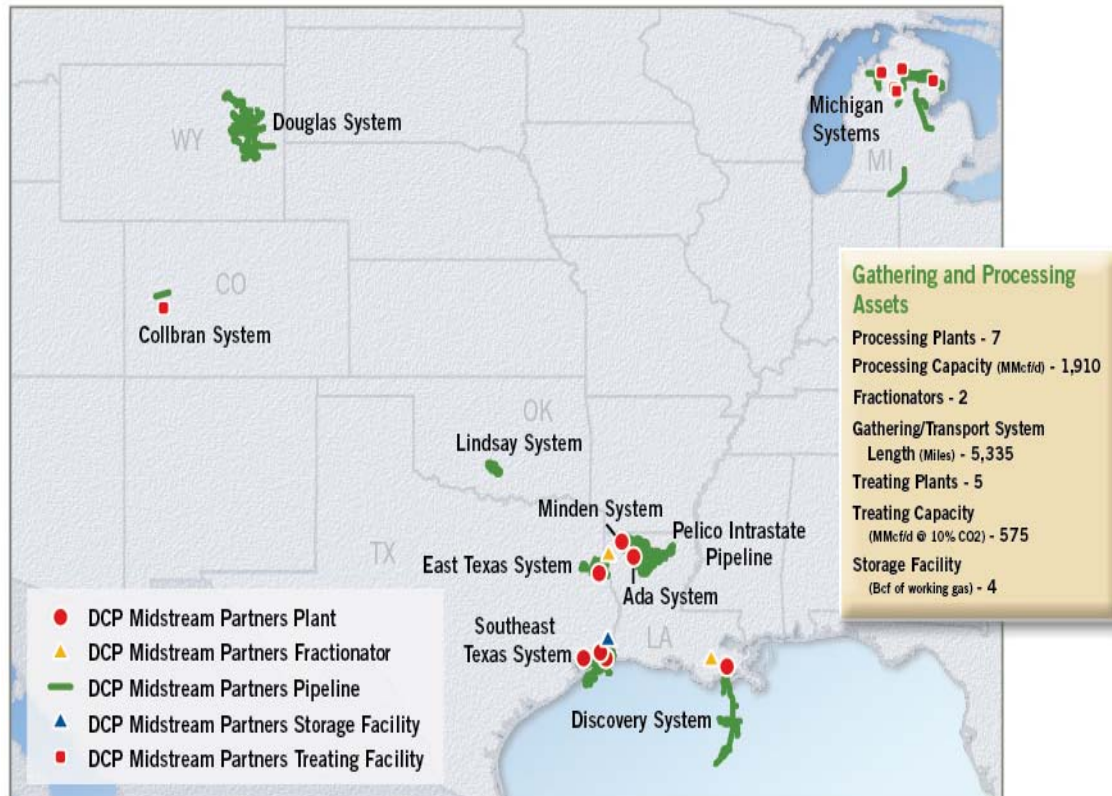 WY
Douglas System
Michigan
Systems
MI
CO
Collbran System
OK
Lindsay System
Minden System
Pelico Intrastate
Pipeline
TX
East Texas System
Ada System
Southeast
Texas System
LA
Discovery System
DCP Midstream Partners Plant
DCP Midstream Partners Fractionator
DCP Midstream Partners Pipeline
DCP Midstream Partners Storage Facility
DCP Midstream Partners Treating Facility
Gathering and Processing
Assets
Processing Plants - 7
Processing Capacity (MMcf/d) - 1,910
Fractionators - 2
Gathering/Transport System
Length (Miles) - 5,335
Treating Plants - 5
Treating Capacity
(MMcf/d @ 10% CO2) - 575
Storage Facility
(Bcf of working gas) - 4